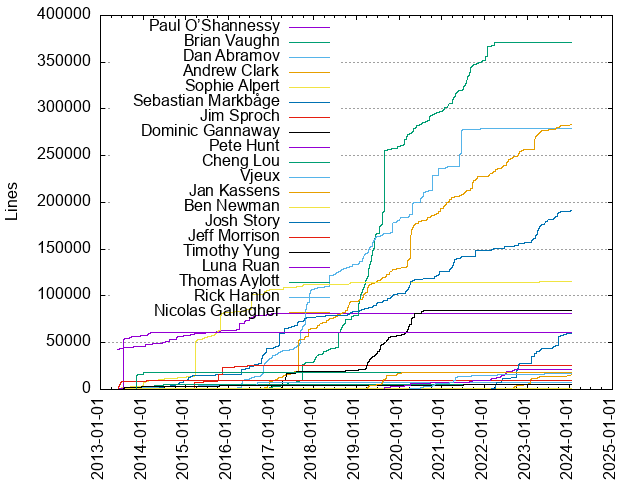 400000
350000
300000
250000
200000
150000
100000
50000
0
Lines
Paul O'Shannessy
Brian Vaughn
Dan Abramov
Andrew Clark
Sophie Alpert
Sebastian Markbåge
Jim Sproch
Dominic Gannaway
Pete Hunt
Cheng Lou
Vjeux
Jan Kassens
Ben Newman
Josh Story
Jeff Morrison
Timothy Yung
Luna Ruan
Thomas Aylott
Rick Hanlon
Nicolas Gallagher
2013-01-01
2014-01-01
2015-01-01
2016-01-01
2017-01-01
2018-01-01
2019-01-01
2020-01-01
2021-01-01
2022-01-01
2023-01-01
2024-01-01
2025-01-01